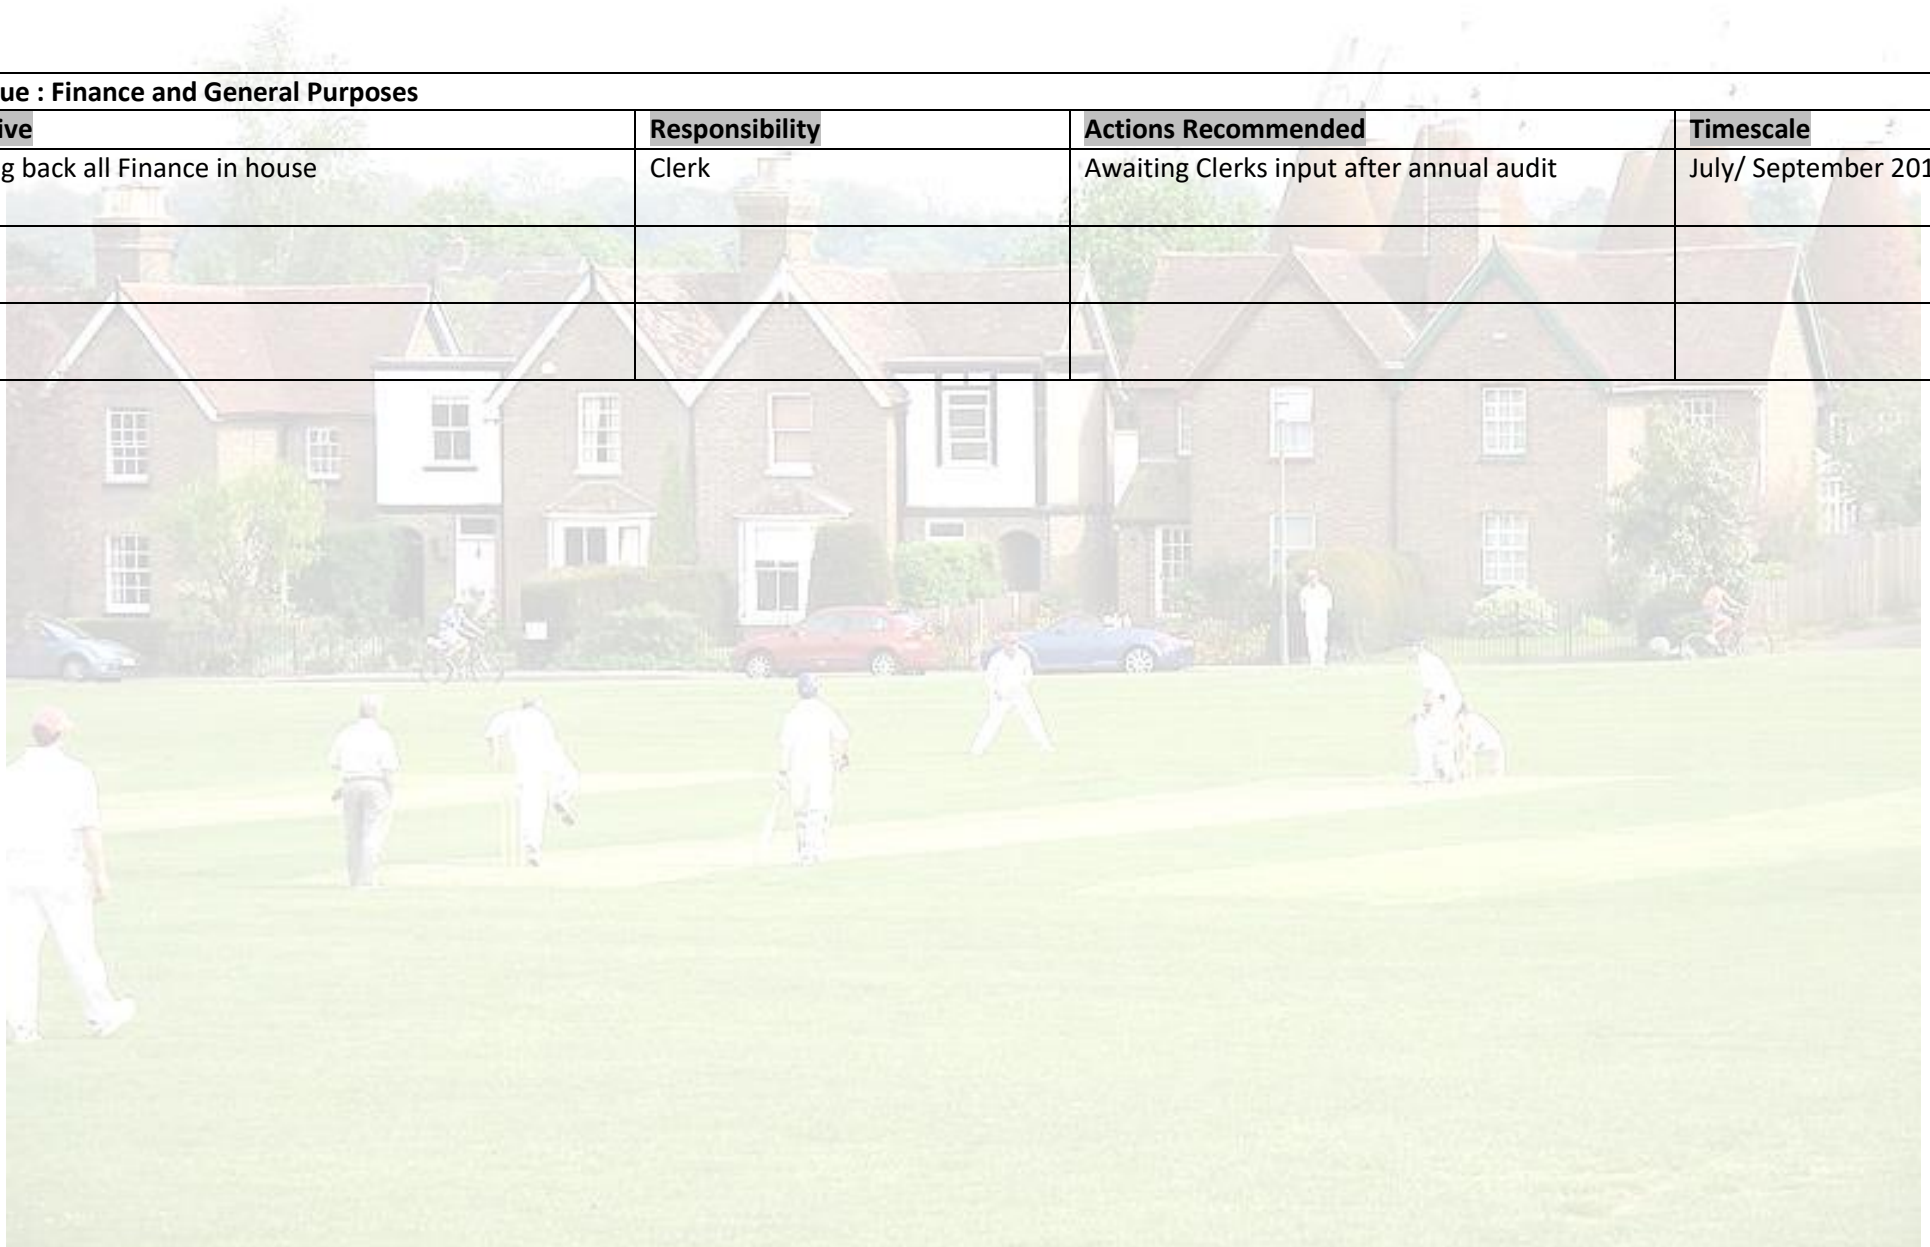 ue : Finance and General Purposes
ive Responsibility Actions Recommended Timescale
g back all Finance in house Clerk Awaiting Clerks input after annual audit July/ September 201